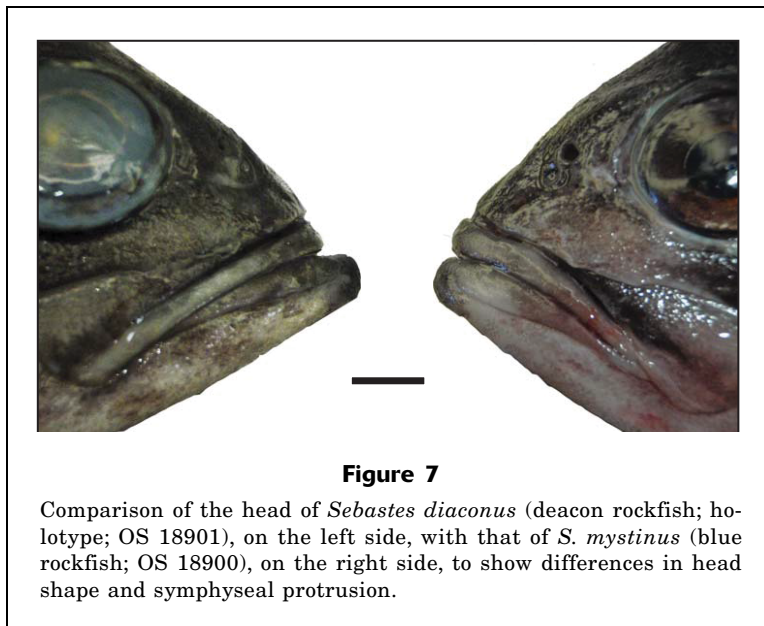 Figure 7
Comparison of the head of Sebastes diaconus (deacon rockfish; ho-
lotype; OS 18901), on the left side, with that of S. mystinus (blue
rockfish; OS 18900), on the right side, to show differences in head
shape and symphyseal protrusion.